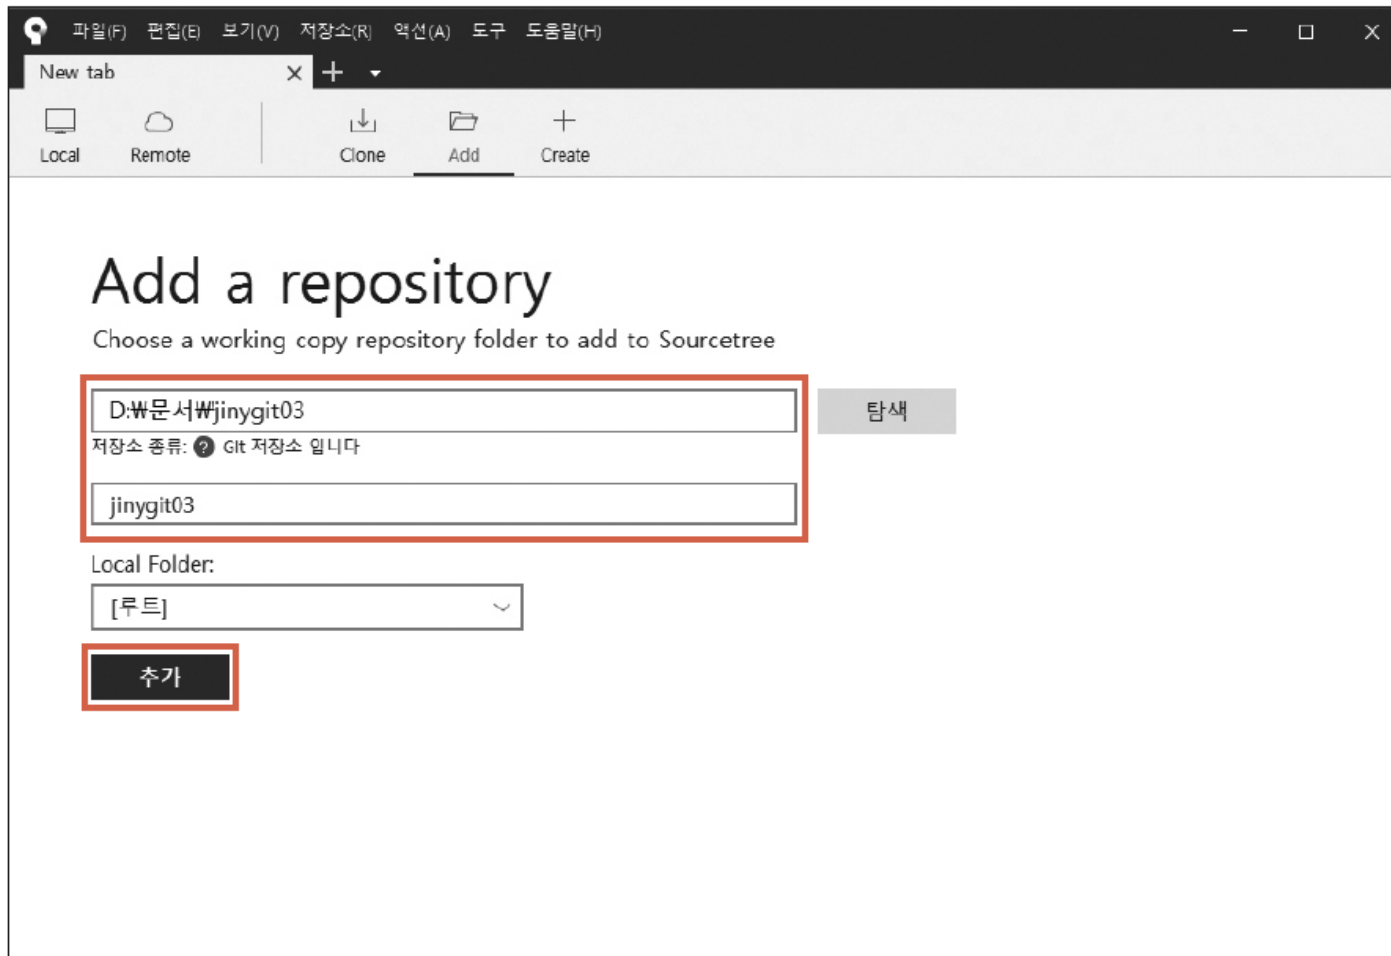 파일(F) 편집(E) 보기(V) 저장소(R) 액션(A) 도구 도움말(H)
New tab
Local Remote Clone Add Create
Add a repository
Choose a working copy repository folder to add to Sourcetree
D:₩문서₩jinygit03 탐색
저장소 종류: ? Git 저장소 입니다
jinygit03
Local Folder:
[루트]
추가